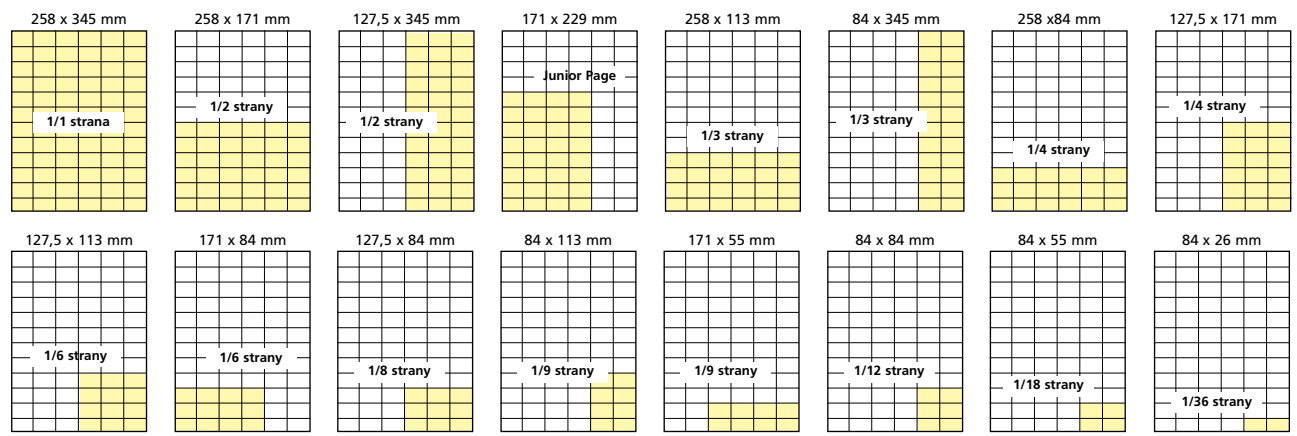 258 x 345 mm
258 x 171 mm
127,5 x 345 mm
171 x 229 mm
258 x 113 mm
84 x 345 mm
258 x84 mm
127,5 x 171 mm
1/1 strana
1/2 strany
1/2 strany
Junior Page
1/3 strany
1/3 strany
1/4 strany
1/4 strany
127,5 x 113 mm
171 x 84 mm
127,5 x 84 mm
84 x 113 mm
171 x 55 mm
84 x 84 mm
84 x 55 mm
84 x 26 mm
1/6 strany
1/6 strany
1/8 strany
1/9 strany
1/9 strany
1/12 strany
1/18 strany
1/36 strany